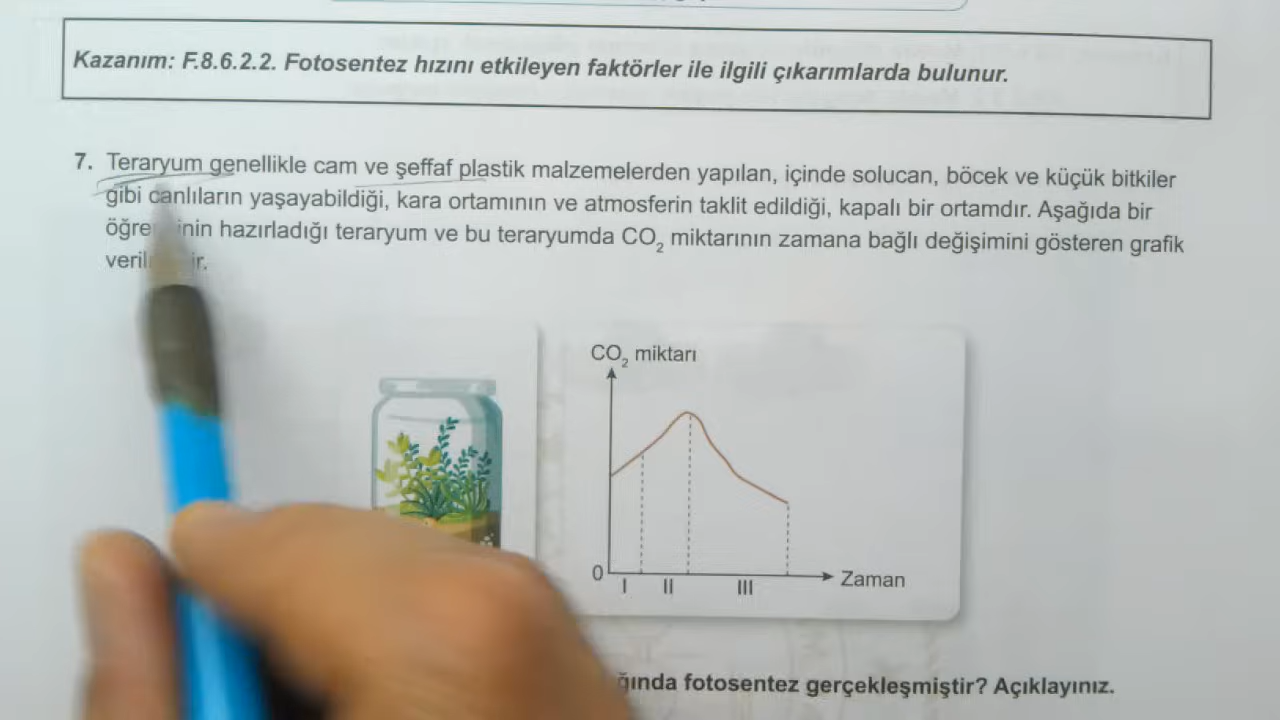 Kazanım: F.8.6.2.2. Fotosentez hızını etkileyen faktörler ile ilgili çıkarımlarda bulunur.
7. Teraryum genellikle cam ve şeffaf plastik malzemelerden yapılan, içinde solucan, böcek ve küçük bitkiler
gibi canlıların yaşayabildiği, kara ortamının ve atmosferin taklit edildiği, kapalı bir ortamdır. Aşağıda bir
hazırladığı teraryum ve bu teraryumda CO₂ miktarının zamana bağlı değişimini gösteren grafik
CO₂ miktarı
0
I II III
Zaman
fotosentez gerçekleşmiştir? Açıklayınız.